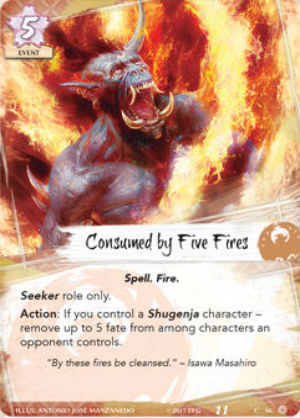 5
EVENT
Consumed by Five Fires
Spell. Fire.
Seeker role only.
Action: If you control a Shugenja character –
remove up to 5 fate from among characters an
opponent controls.
"By these fires be cleansed." – Isawa Masahiro
ILLUS. ANTONIO JOSÉ MANZANEDO © 2017 FFG 11 C